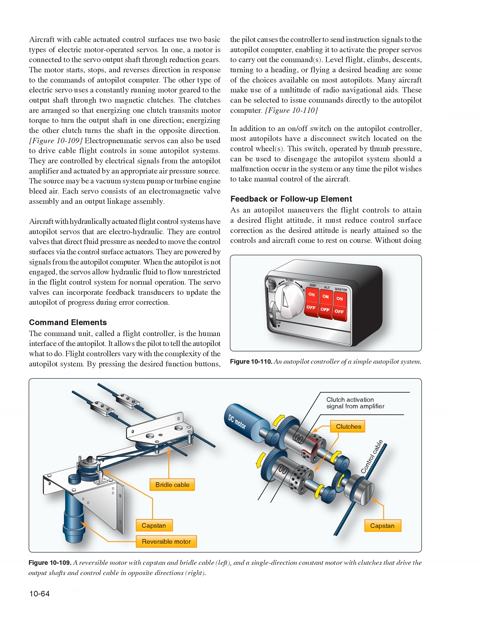 Aircraft with cable actuated control surfaces use two basic
types of electric motor-operated servos. In one, a motor is
connected to the servo output shaft through reduction gears.
The motor starts, stops, and reverses direction in response
to the commands of autopilot computer. The other type of
electric servo uses a constantly running motor geared to the
output shaft through two magnetic clutches. The clutches
are arranged so that energizing one clutch transmits motor
torque to turn the output shaft in one direction; energizing
the other clutch turns the shaft in the opposite direction.
[Figure 10-109] Electropneumatic servos can also be used
to drive cable flight controls in some autopilot systems.
They are controlled by electrical signals from the autopilot
amplifier and actuated by an appropriate air pressure source.
The source may be a vacuum system pump or turbine engine
bleed air. Each servo consists of an electromagnetic valve
assembly and an output linkage assembly.
Aircraft with hydraulically actuated flight control systems have
autopilot servos that are electro-hydraulic. They are control
valves that direct fluid pressure as needed to move the control
surfaces via the control surface actuators. They are powered by
signals from the autopilot computer. When the autopilot is not
engaged, the servos allow hydraulic fluid to flow unrestricted
in the flight control system for normal operation. The servo
valves can incorporate feedback transducers to update the
autopilot of progress during error correction.
Command Elements
The command unit, called a flight controller, is the human
interface of the autopilot. It allows the pilot to tell the autopilot
what to do. Flight controllers vary with the complexity of the
autopilot system. By pressing the desired function buttons,
the pilot causes the controller to send instruction signals to the
autopilot computer, enabling it to activate the proper servos
to carry out the command(s). Level flight, climbs, descents,
turning to a heading, or flying a desired heading are some
of the choices available on most autopilots. Many aircraft
make use of a multitude of radio navigational aids. These
can be selected to issue commands directly to the autopilot
computer. [Figure 10-110]
In addition to an on/off switch on the autopilot controller,
most autopilots have a disconnect switch located on the
control wheel(s). This switch, operated by thumb pressure,
can be used to disengage the autopilot system should a
malfunction occur in the system or any time the pilot wishes
to take manual control of the aircraft.
Feedback or Follow-up Element
As an autopilot maneuvers the flight controls to attain
a desired flight attitude, it must reduce control surface
correction as the desired attitude is nearly attained so the
controls and aircraft come to rest on course. Without doing
ALT
ON ON ON
OFF OFF OFF
Figure 10-110. An autopilot controller of a simple autopilot system.
Bridle cable
Capstan
Reversible motor
DC motor
Clutch activation
signal from amplifier
Clutches
Control cable
Capstan
Figure 10-109. A reversible motor with capstan and bridle cable (left), and a single-direction constant motor with clutches that drive the
output shafts and control cable in opposite directions (right).
10-64